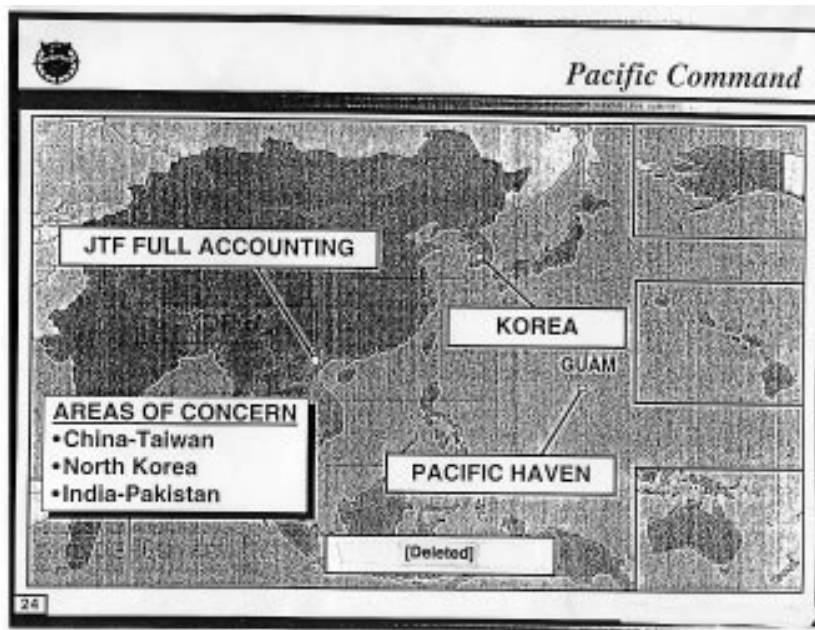 Pacific Command
JTF FULL ACCOUNTING
KOREA
GUAM
AREAS OF CONCERN
•China-Taiwan
•North Korea
•India-Pakistan
PACIFIC HAVEN
[Deleted]
24